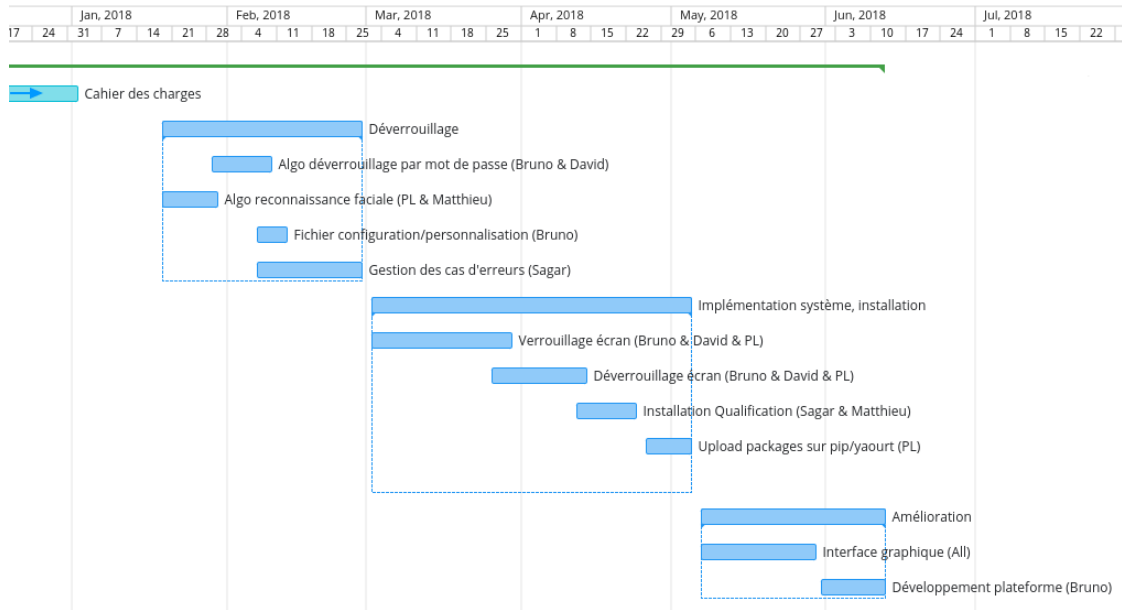 Jan, 2018 Feb, 2018 Mar, 2018 Apr, 2018 May, 2018 Jun, 2018 Jul, 2018
17 24 31 7 14 21 28 4 11 18 25 4 11 18 25 1 8 15 22 29 6 13 20 27 3 10 17 24 1 8 15 22
Cahier des charges
Déverrouillage
Algo déverrouillage par mot de passe (Bruno & David)
Algo reconnaissance faciale (PL & Matthieu)
Fichier configuration/personnalisation (Bruno)
Gestion des cas d'erreurs (Sagar)
Implémentation système, installation
Verrouillage écran (Bruno & David & PL)
Déverrouillage écran (Bruno & David & PL)
Installation Qualification (Sagar & Matthieu)
Upload packages sur pip/yaourt (PL)
Amélioration
Interface graphique (All)
Développement plateforme (Bruno)